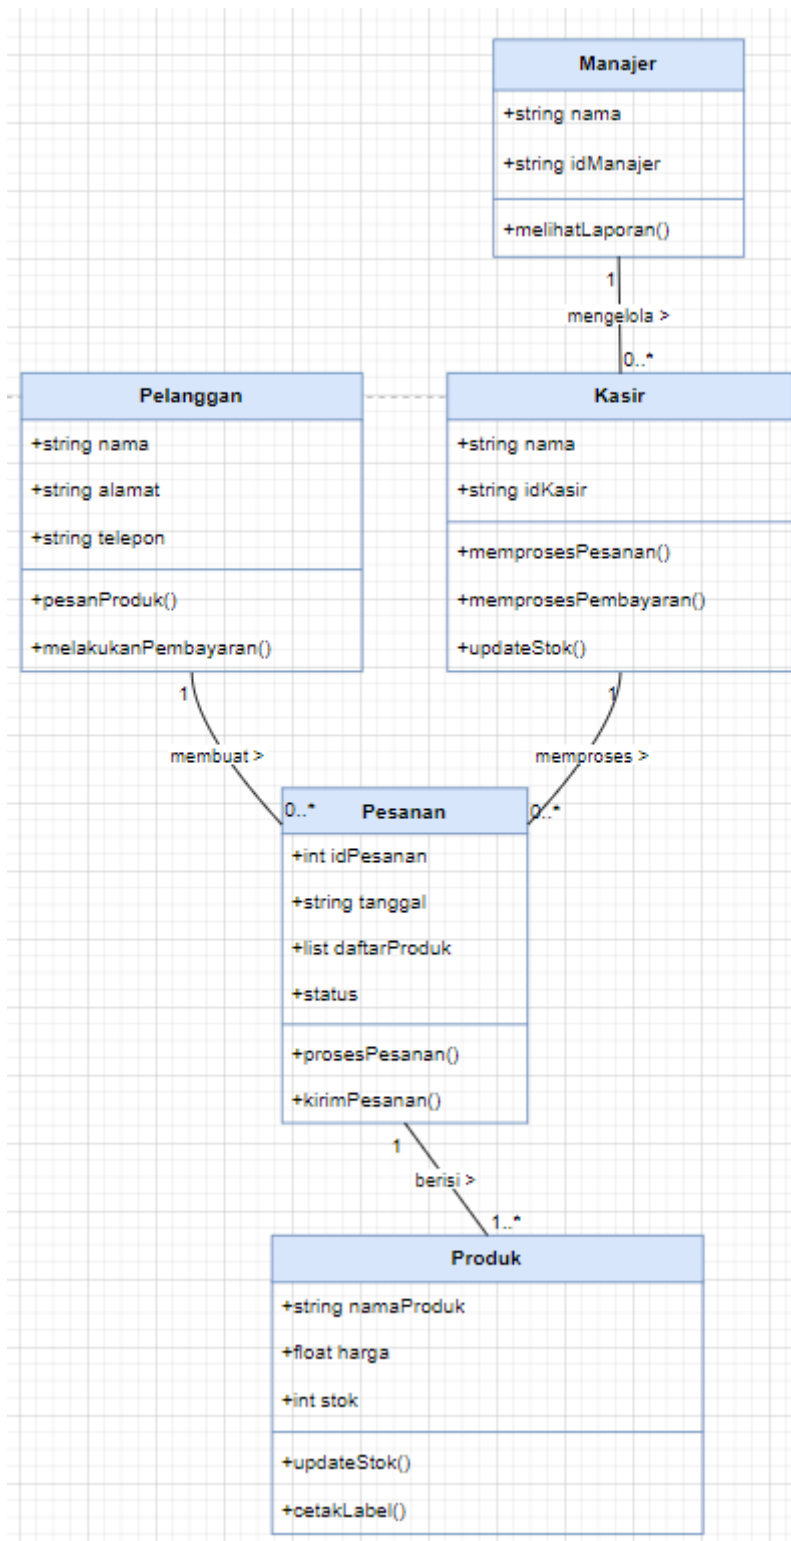 Manajer
+string nama
+string idManajer
+melihatLaporan()
1
mengelola >
0..*
Pelanggan
+string nama
+string alamat
+string telepon
+pesanProduk()
+melakukanPembayaran()
Kasir
+string nama
+string idKasir
+memprosesPesanan()
+memprosesPembayaran()
+updateStok()
1
membuat >
0..*
1
memproses >
0..*
Pesanan
+int idPesanan
+string tanggal
+list daftarProduk
+status
+prosesPesanan()
+kirimPesanan()
1
berisi >
1..*
Produk
+string namaProduk
+float harga
+int stok
+updateStok()
+cetakLabel()